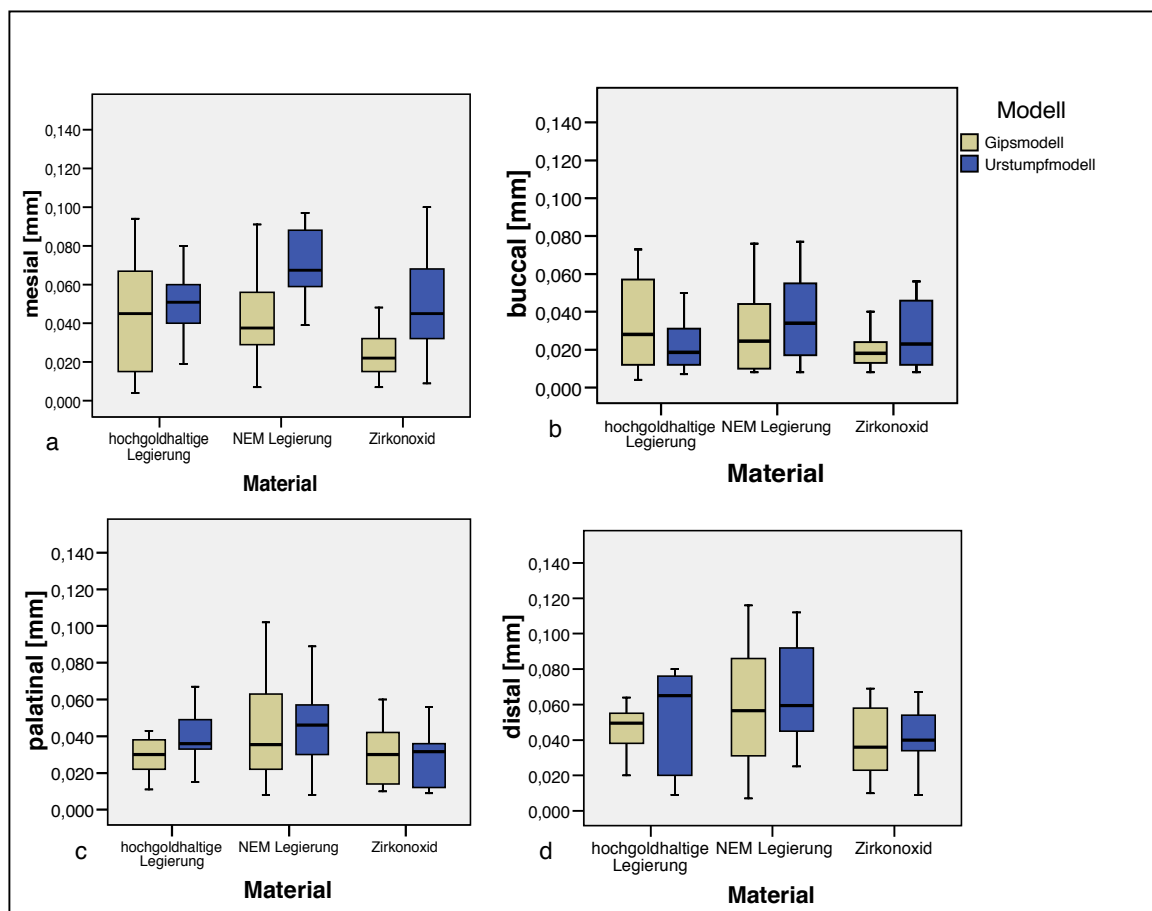 0,140
0,120
0,100
0,080
0,060
0,040
0,020
0,000
mesial [mm]
hochgoldhaltige
Legierung
NEM Legierung
Zirkonoxid
a
Material
0,140
0,120
0,100
0,080
0,060
0,040
0,020
0,000
buccal [mm]
hochgoldhaltige
Legierung
NEM Legierung
Zirkonoxid
b
Material
Modell
Gipsmodell
Urstumpfmodell
0,140
0,120
0,100
0,080
0,060
0,040
0,020
0,000
palatinal [mm]
hochgoldhaltige
Legierung
NEM Legierung
Zirkonoxid
c
Material
0,140
0,120
0,100
0,080
0,060
0,040
0,020
0,000
distal [mm]
hochgoldhaltige
Legierung
NEM Legierung
Zirkonoxid
d
Material